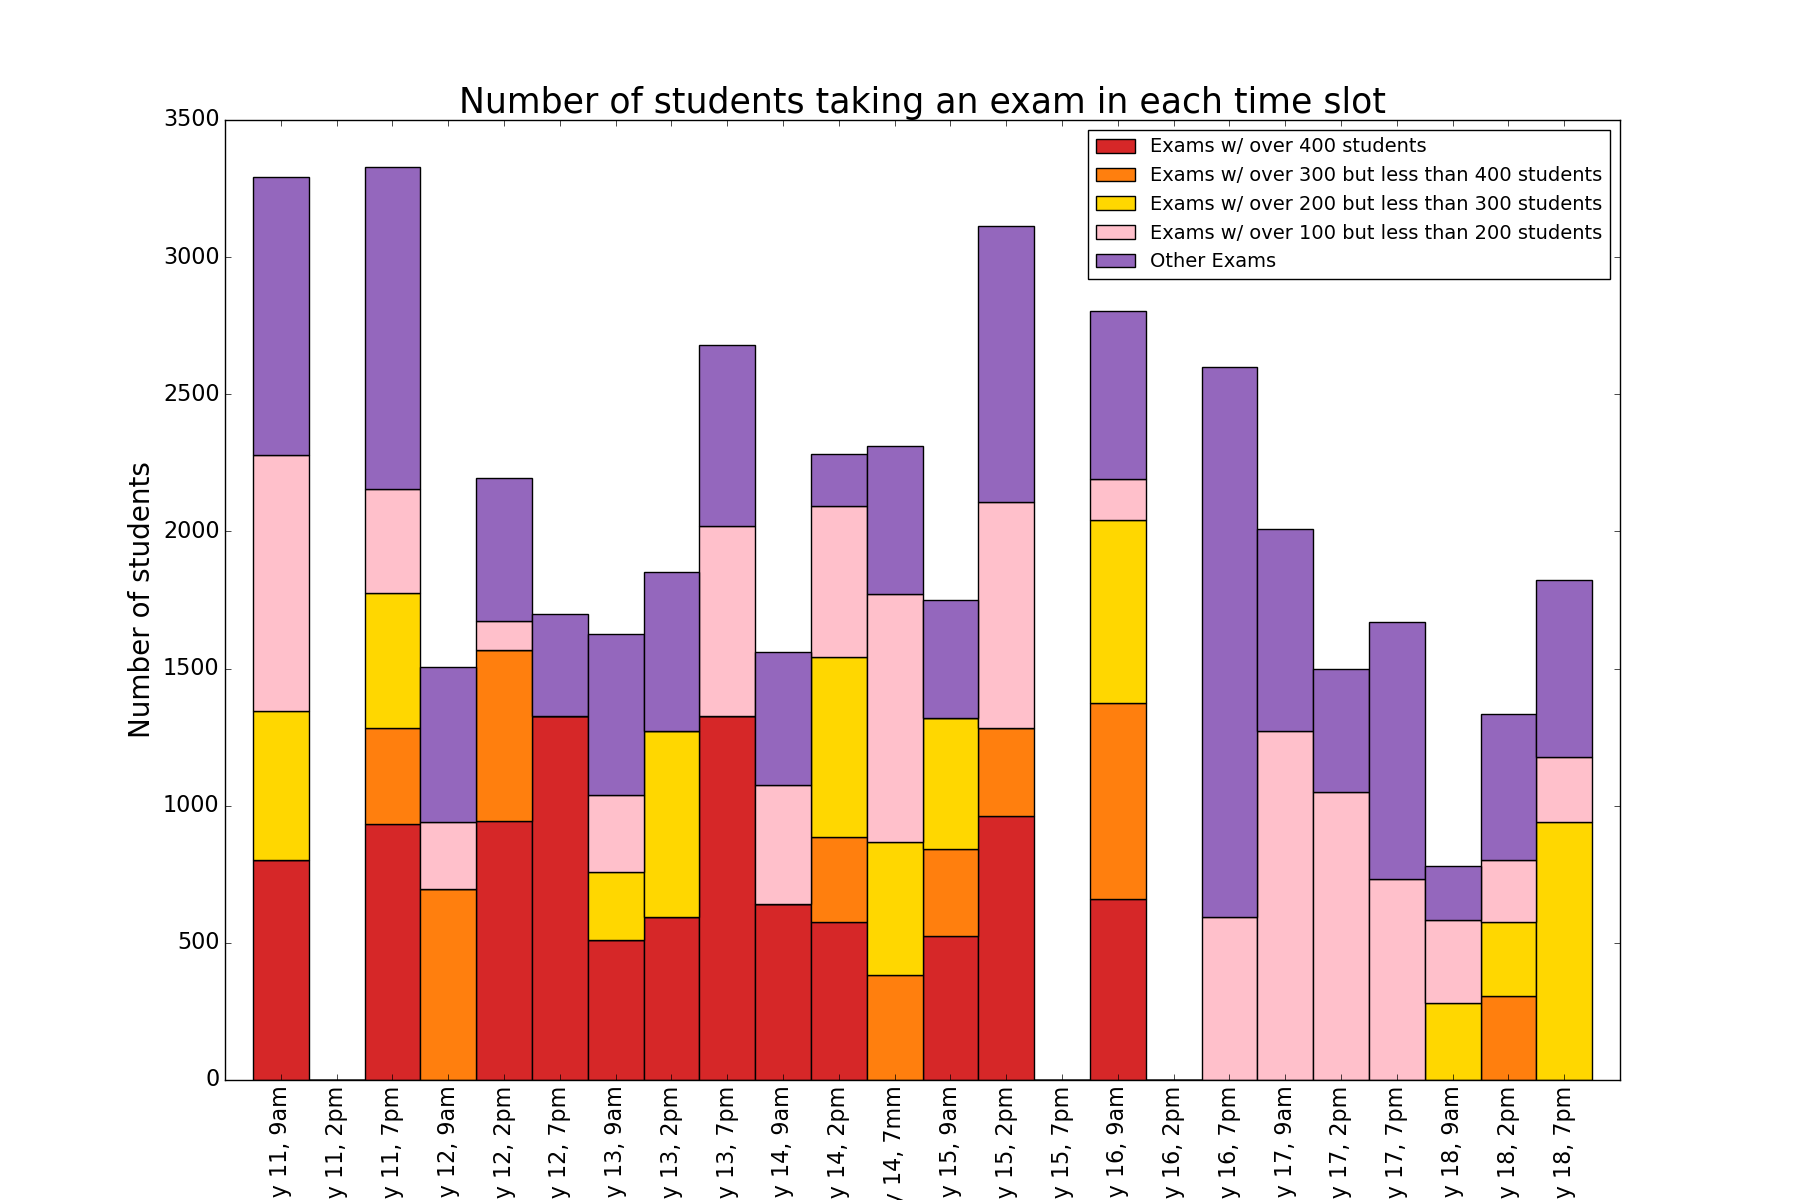 Number of students taking an exam in each time slot
Exams w/ over 400 students
Exams w/ over 300 but less than 400 students
Exams w/ over 200 but less than 300 students
Exams w/ over 100 but less than 200 students
Other Exams
Number of students
3500
3000
2500
2000
1500
1000
500
0
y 11, 9am
y 11, 2pm
y 11, 7pm
y 12, 9am
y 12, 2pm
y 12, 7pm
y 13, 9am
y 13, 2pm
y 13, 7pm
y 14, 9am
y 14, 2pm
y 14, 7mm
y 15, 9am
y 15, 2pm
y 15, 7pm
y 16, 9am
y 16, 2pm
y 16, 7pm
y 17, 9am
y 17, 2pm
y 17, 7pm
y 18, 9am
y 18, 2pm
y 18, 7pm